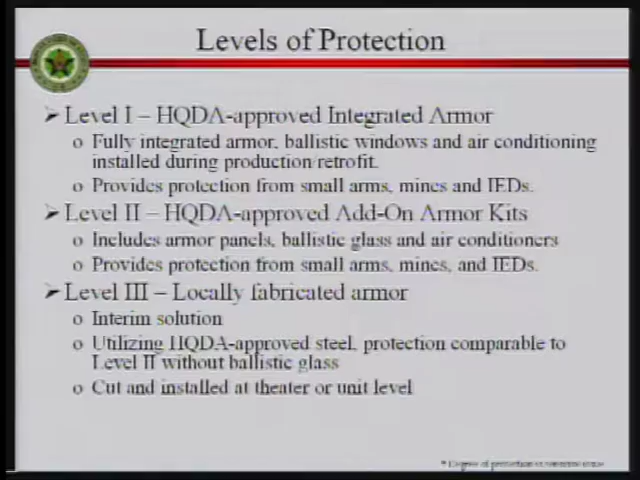 Levels of Protection
➢ Level I – HQDA-approved Integrated Armor
o Fully integrated armor, ballistic windows and air conditioning
installed during production/retrofit.
o Provides protection from small arms, mines and IEDs.
➢ Level II – HQDA-approved Add-On Armor Kits
o Includes armor panels, ballistic glass and air conditioners
o Provides protection from small arms, mines, and IEDs.
➢ Level III – Locally fabricated armor
o Interim solution
o Utilizing HQDA-approved steel, protection comparable to
Level II without ballistic glass
o Cut and installed at theater or unit level
* Degree of protection